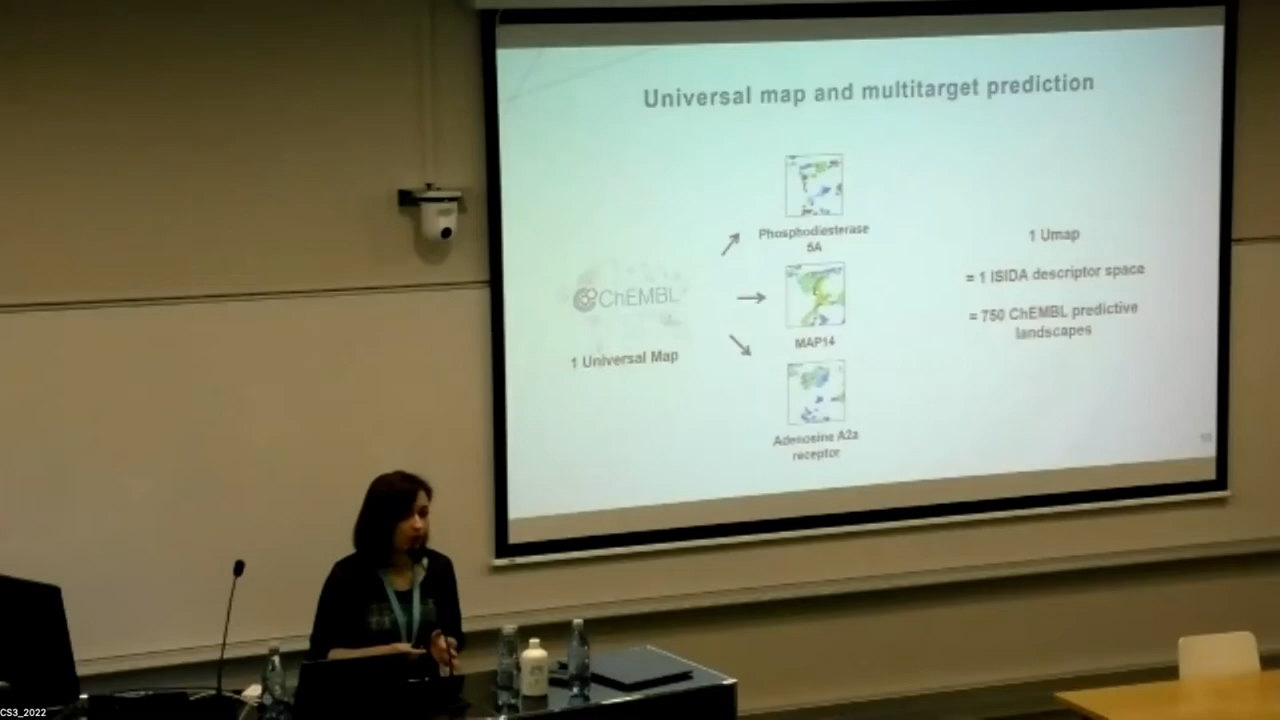 Universal map and multitarget prediction
Phosphodiesterase
5A
ChEMBL
1 Universal Map
MAP14
Adenosine A2a
receptor
1 Umap
= 1 ISIDA descriptor space
= 750 ChEMBL predictive
landscapes
CS3_2022